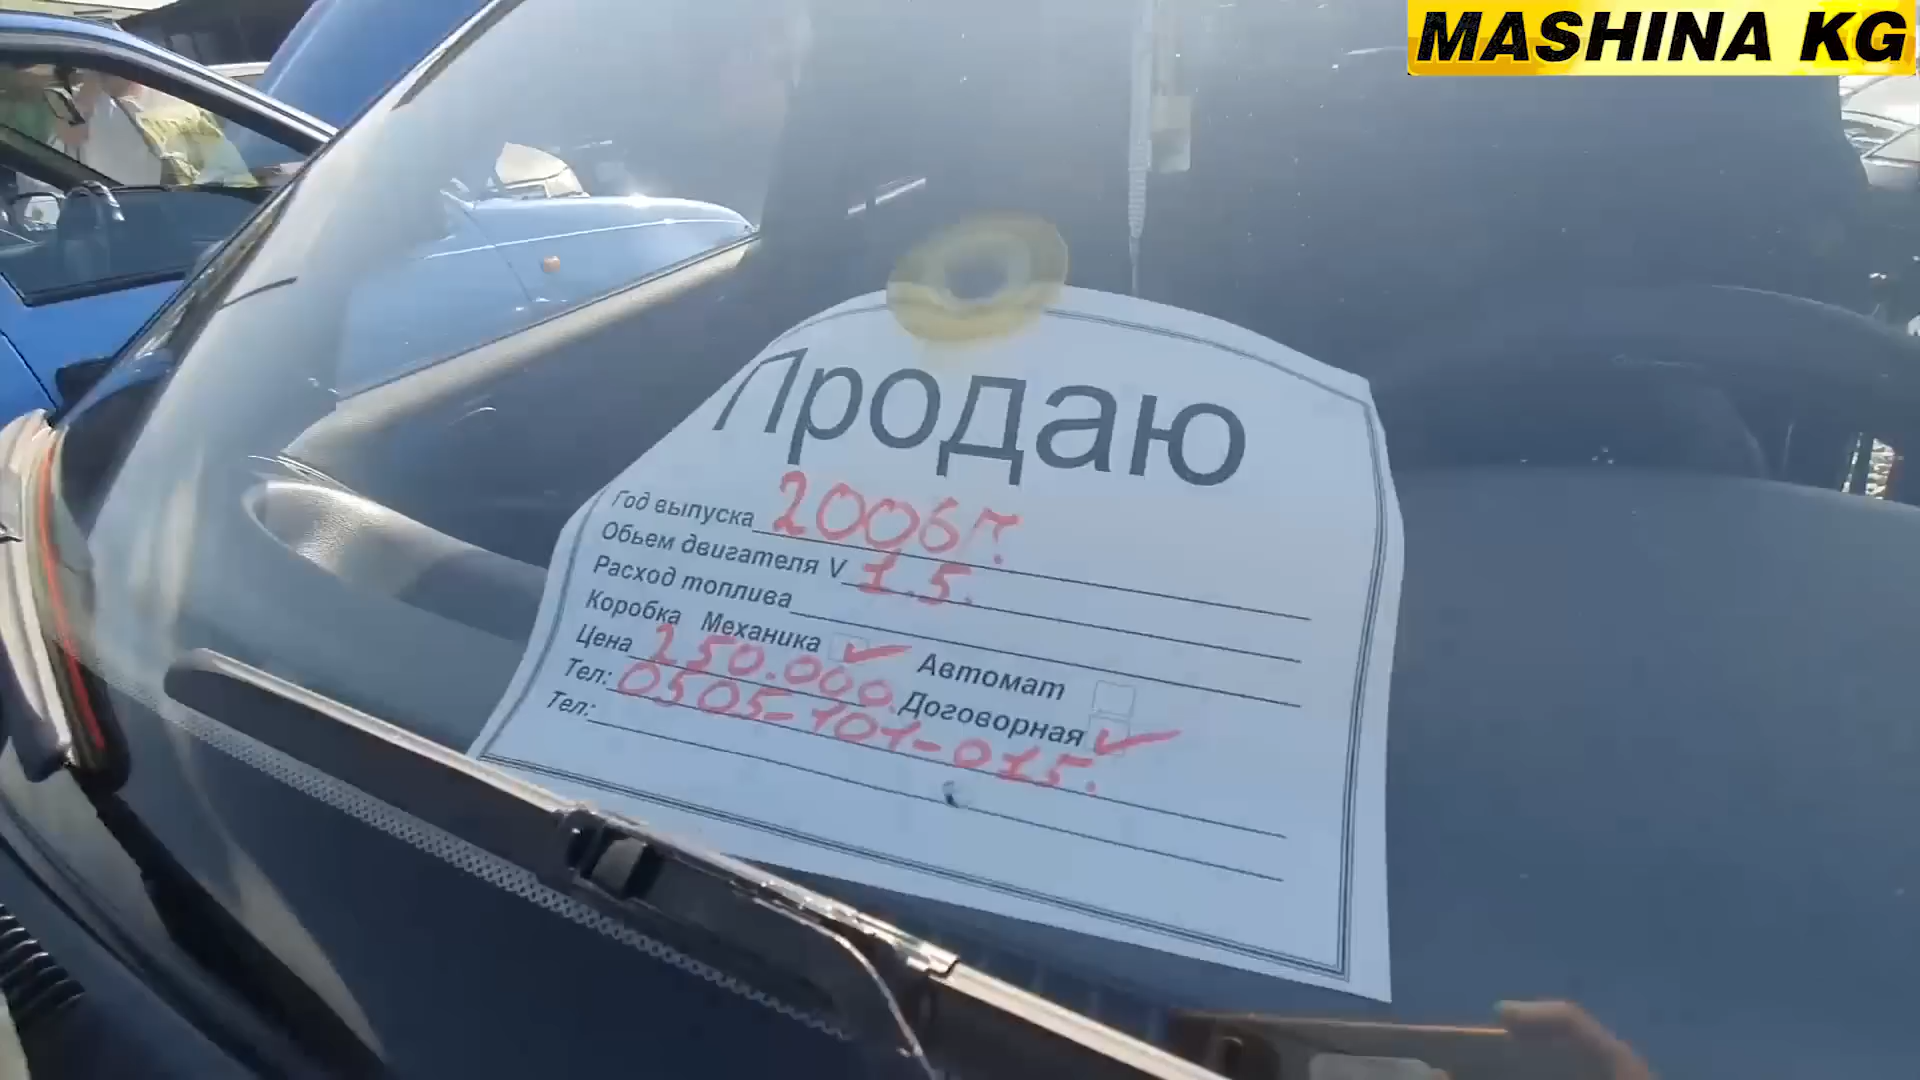 MASHINA KG
Продаю
Год выпуска 2006г.
Обьем двигателя V 1.5.
Расход топлива
Коробка Механика ✓ Автомат
Цена 250.000. Договорная ✓
Тел: 0505-101-015.
Тел: